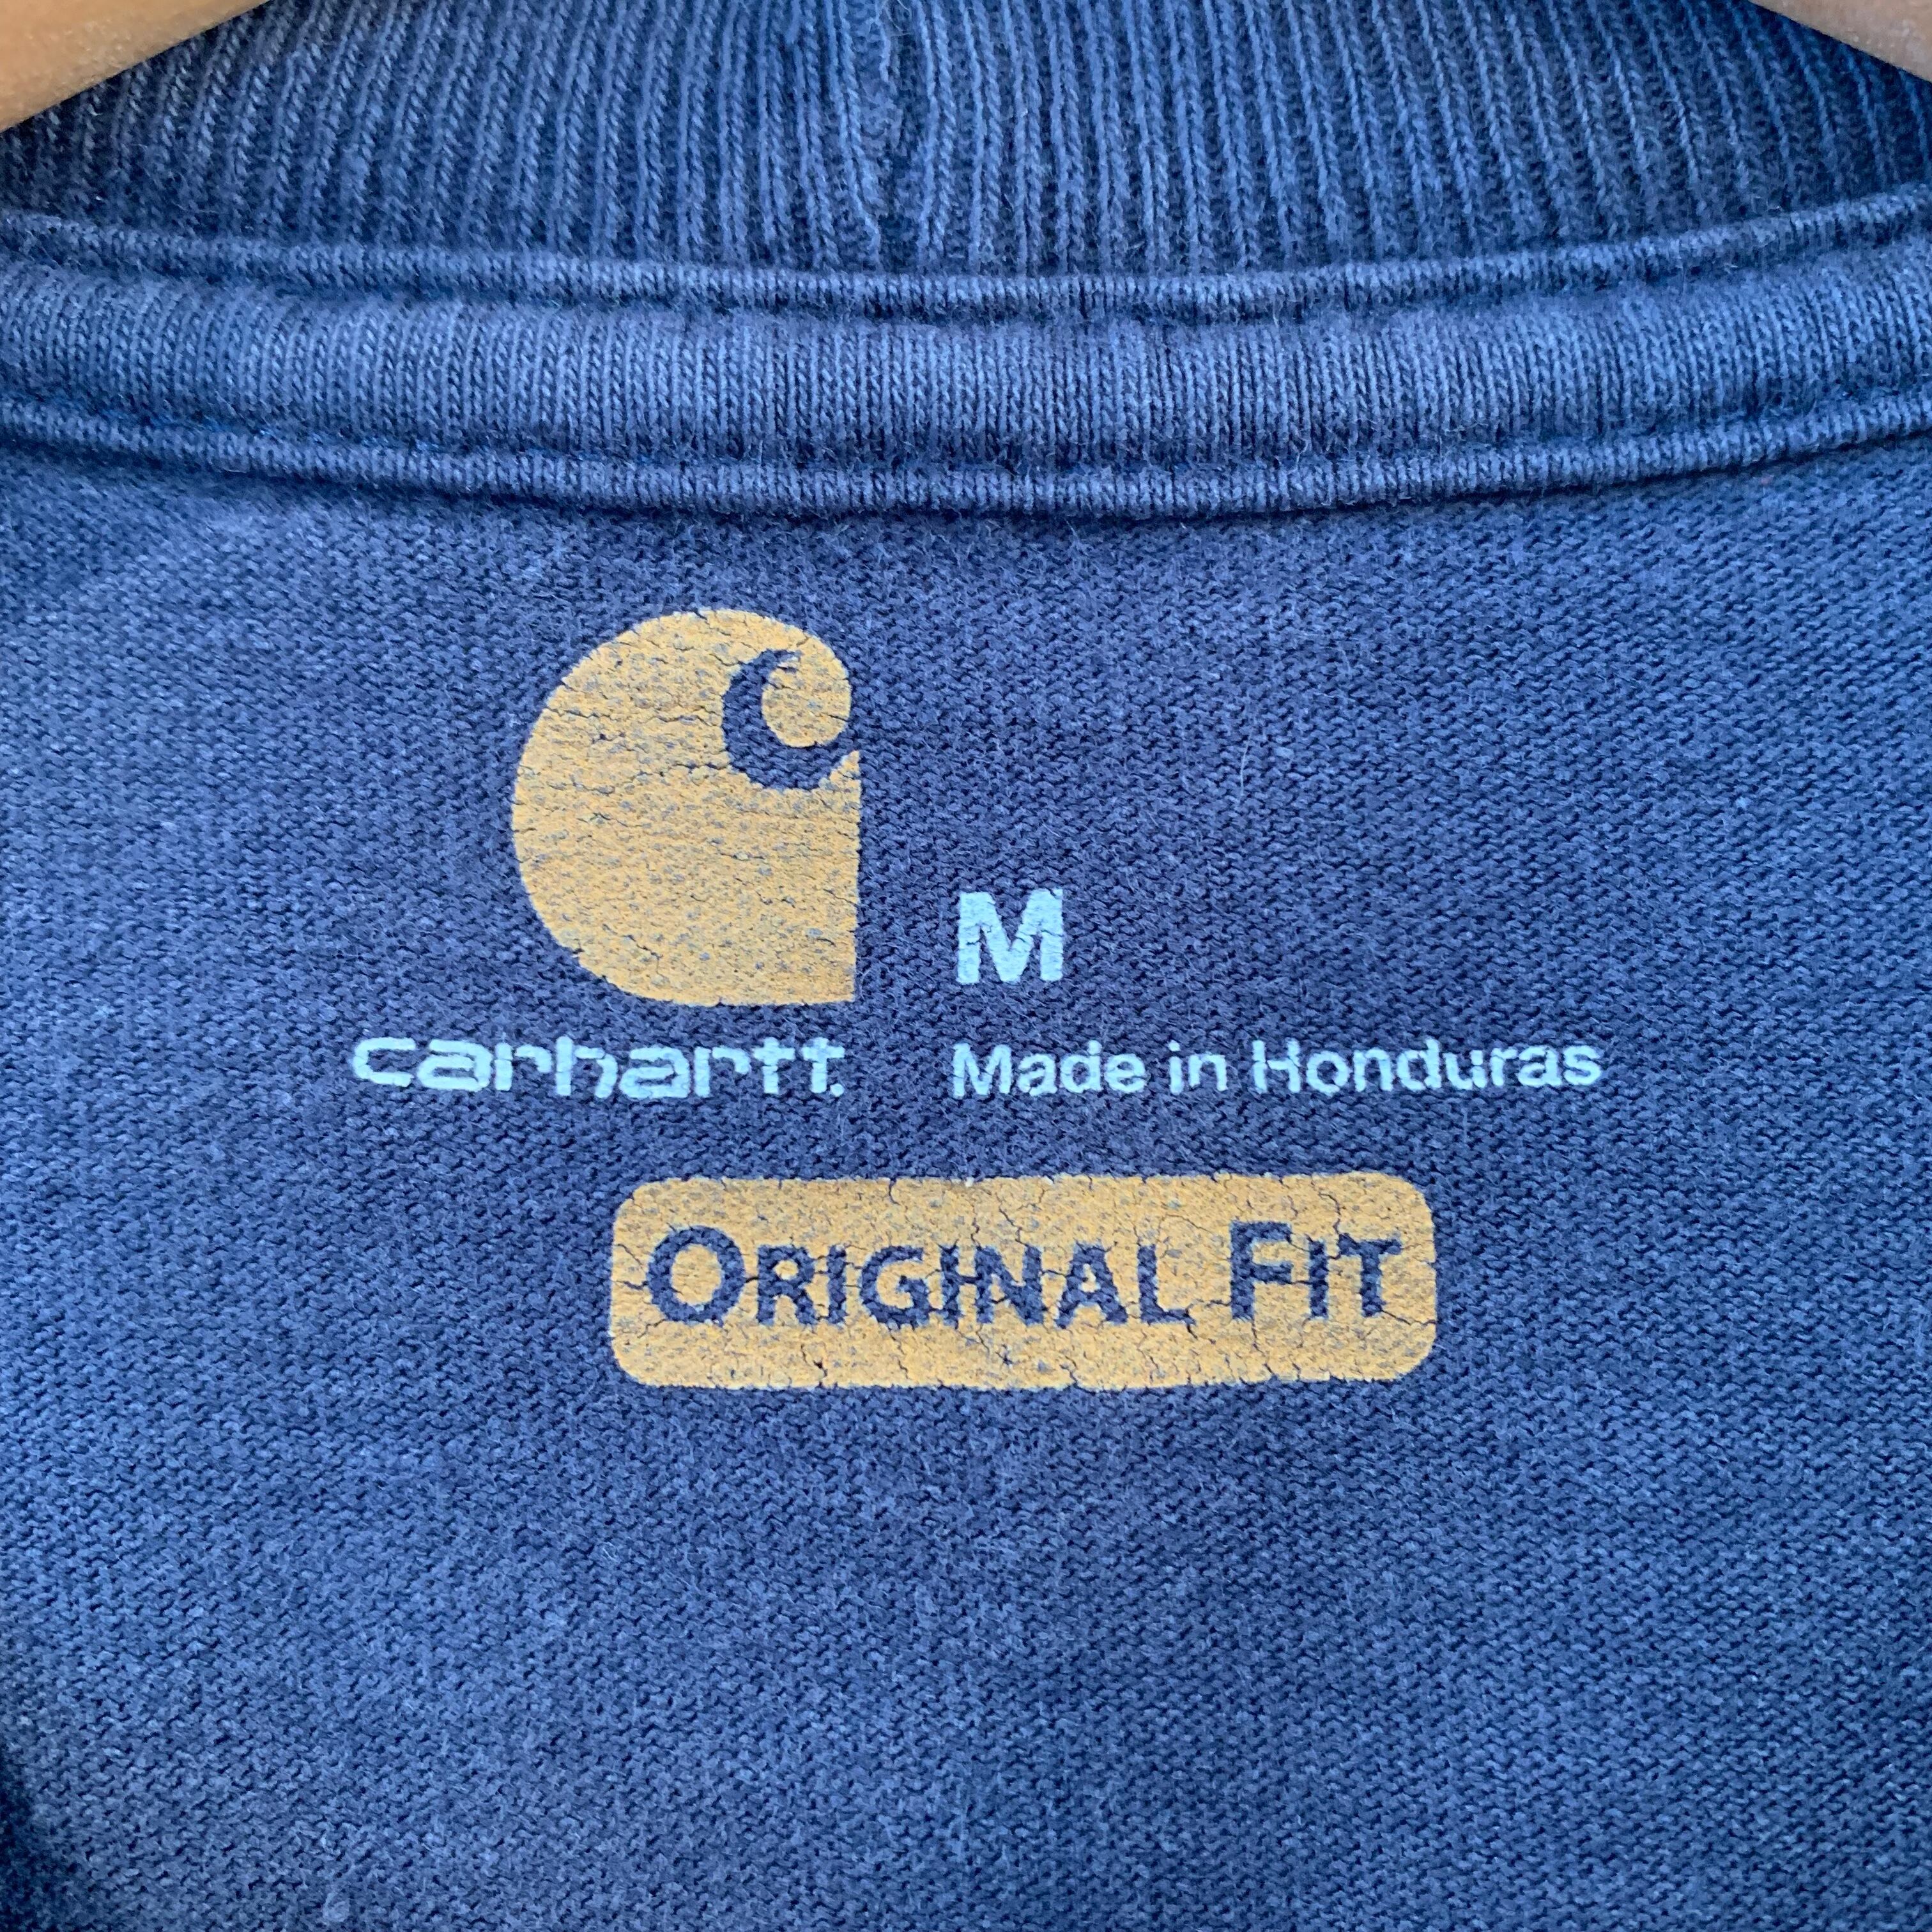 M
carhartt.
Made in Honduras
ORIGINAL FIT